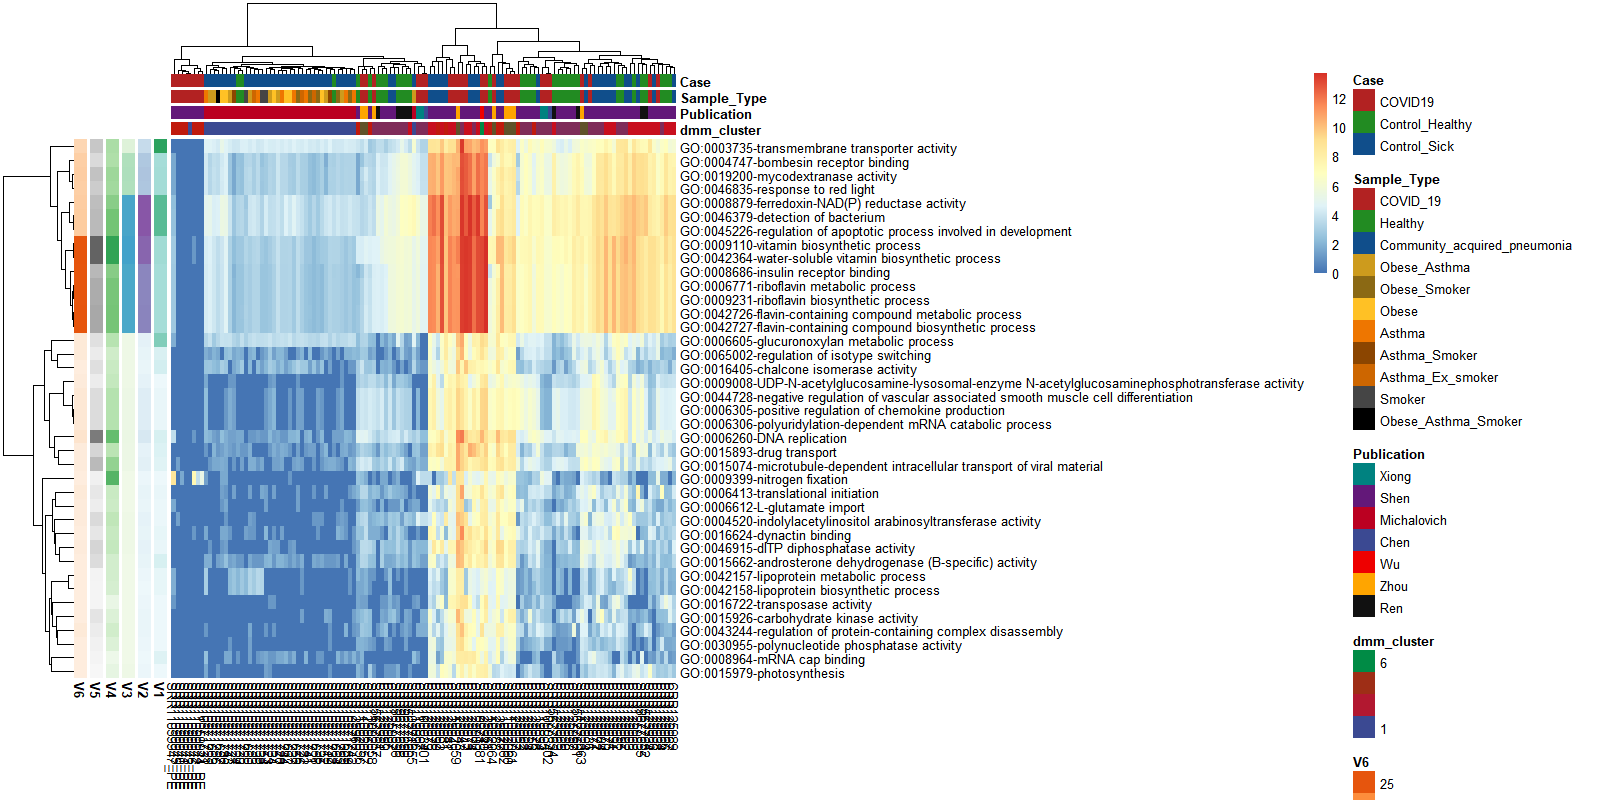 Case
Sample_Type
Publication
dmm_cluster
GO:0003735-transmembrane transporter activity
GO:0004747-bombesin receptor binding
GO:0019200-mycodextranase activity
GO:0046835-response to red light
GO:0008879-ferredoxin-NAD(P) reductase activity
GO:0046379-detection of bacterium
GO:0045226-regulation of apoptotic process involved in development
GO:0009110-vitamin biosynthetic process
GO:0042364-water-soluble vitamin biosynthetic process
GO:0008686-insulin receptor binding
GO:0006771-riboflavin metabolic process
GO:0009231-riboflavin biosynthetic process
GO:0042726-flavin-containing compound metabolic process
GO:0042727-flavin-containing compound biosynthetic process
GO:0006605-glucuronoxylan metabolic process
GO:0065002-regulation of isotype switching
GO:0016405-chalcone isomerase activity
GO:0009008-UDP-N-acetylglucosamine-lysosomal-enzyme N-acetylglucosaminephosphotransferase activity
GO:0044728-negative regulation of vascular associated smooth muscle cell differentiation
GO:0006305-positive regulation of chemokine production
GO:0006306-polyuridylation-dependent mRNA catabolic process
GO:0006260-DNA replication
GO:0015893-drug transport
GO:0015074-microtubule-dependent intracellular transport of viral material
GO:0009399-nitrogen fixation
GO:0006413-translational initiation
GO:0006612-L-glutamate import
GO:0004520-indolylacetylinositol arabinosyltransferase activity
GO:0016624-dynactin binding
GO:0046915-dITP diphosphatase activity
GO:0015662-androsterone dehydrogenase (B-specific) activity
GO:0042157-lipoprotein metabolic process
GO:0042158-lipoprotein biosynthetic process
GO:0016722-transposase activity
GO:0015926-carbohydrate kinase activity
GO:0043244-regulation of protein-containing complex disassembly
GO:0030955-polynucleotide phosphatase activity
GO:0008964-mRNA cap binding
GO:0015979-photosynthesis
V6
V5
V4
V3
V2
V1
12
10
8
6
4
2
0
Case
COVID19
Control_Healthy
Control_Sick
Sample_Type
COVID_19
Healthy
Community_acquired_pneumonia
Obese_Asthma
Obese_Smoker
Obese
Asthma
Asthma_Smoker
Asthma_Ex_smoker
Smoker
Obese_Asthma_Smoker
Publication
Xiong
Shen
Michalovich
Chen
Wu
Zhou
Ren
dmm_cluster
6
1
V6
25